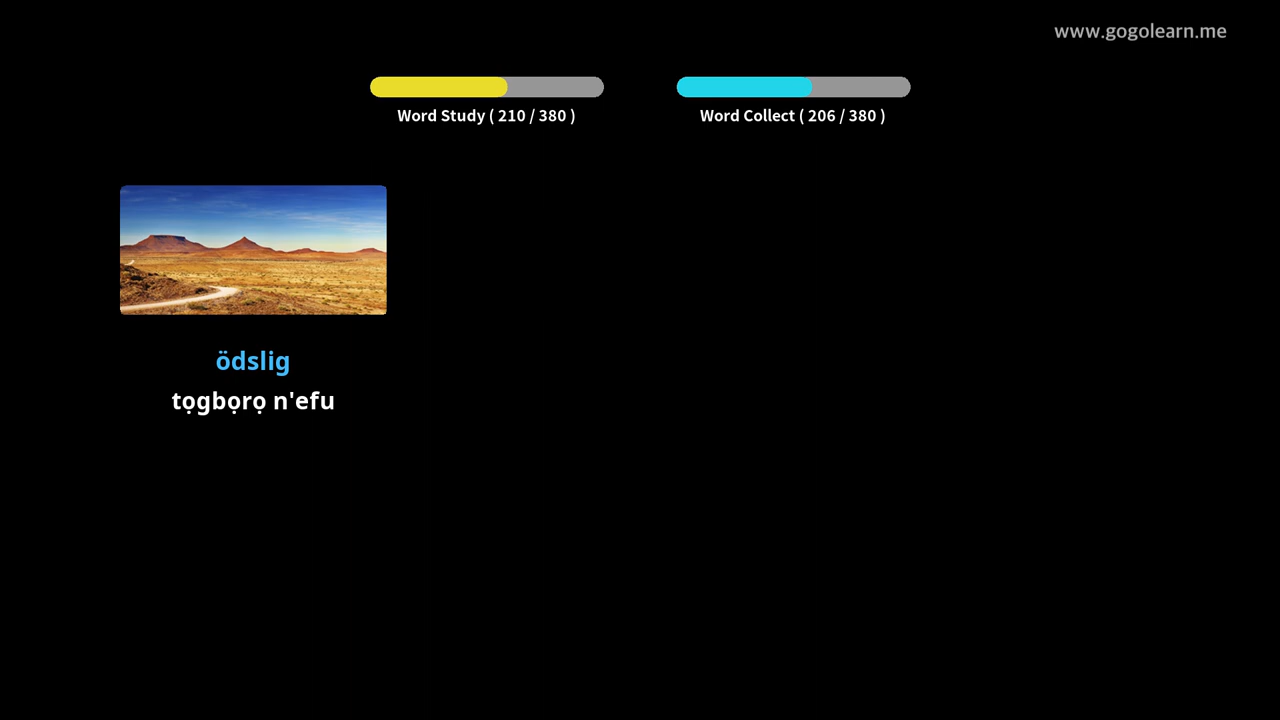 www.gogolearn.me
Word Study ( 210 / 380 )
Word Collect ( 206 / 380 )
ödslig
tọgbọrọ n'efu